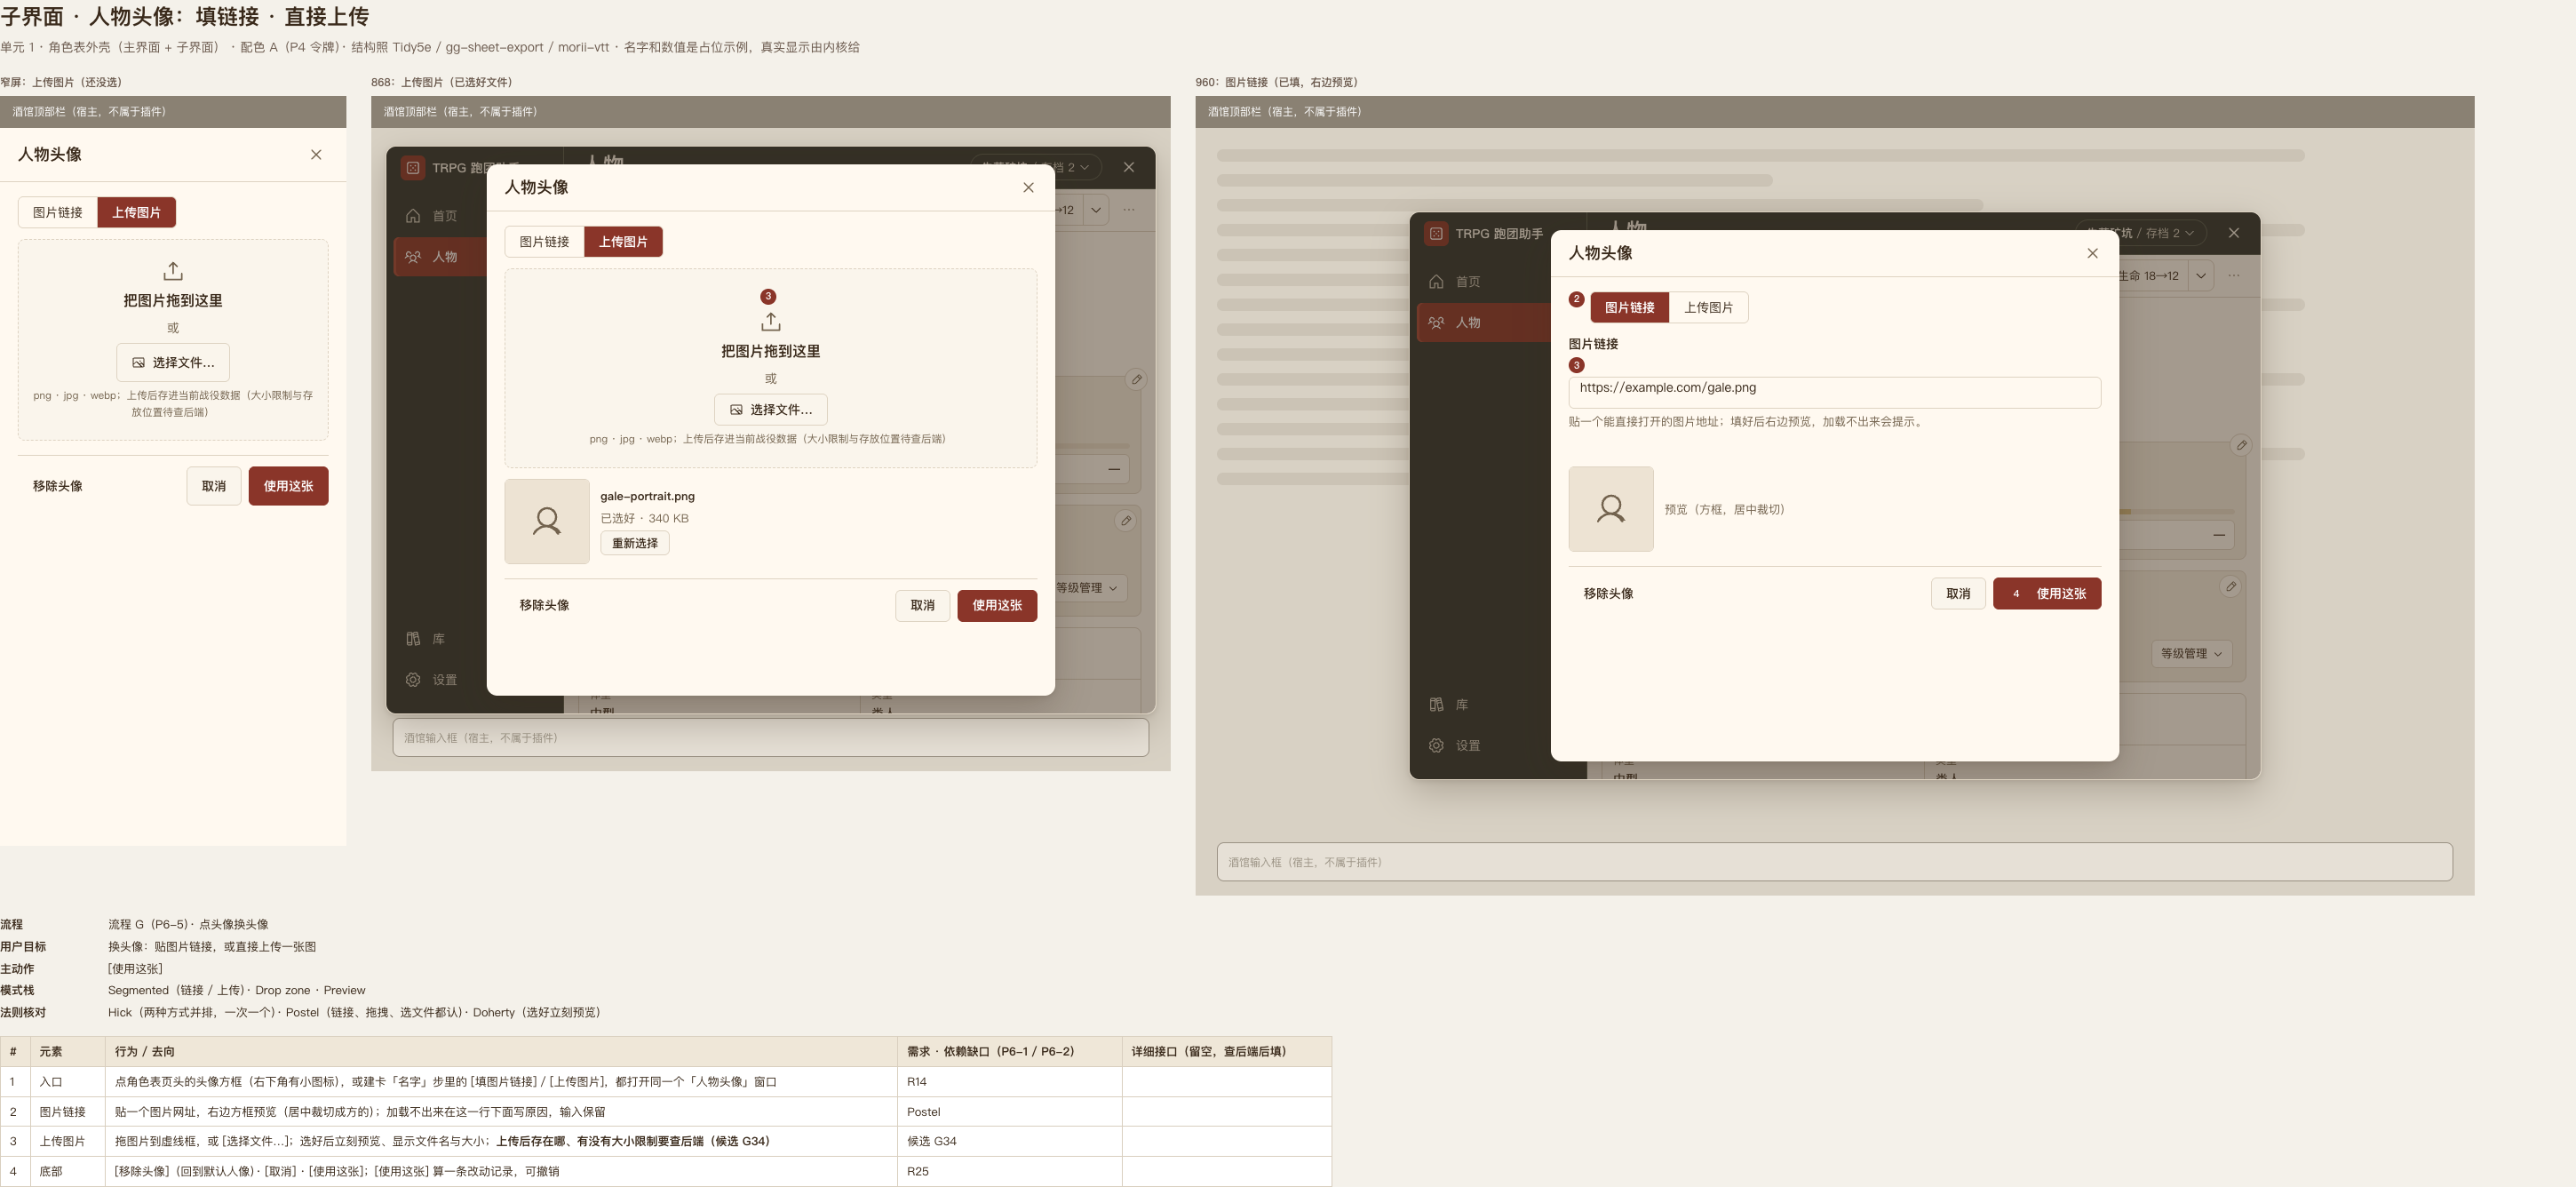 子界面 · 人物头像：填链接 · 直接上传
单元 1 · 角色表外壳（主界面 + 子界面） · 配色 A（P4 令牌）· 结构照 Tidy5e / gg-sheet-export / morii-vtt · 名字和数值是占位示例，真实显示由内核给
窄屏：上传图片（还没选）
酒馆顶部栏（宿主，不属于插件）
人物头像
图片链接
上传图片
把图片拖到这里
或
选择文件…
png · jpg · webp；上传后存进当前战役数据（大小限制与存
放位置待查后端）
移除头像
取消
使用这张
868：上传图片（已选好文件）
酒馆顶部栏（宿主，不属于插件）
TRPG 跑团助手
人物
存档 2
首页
人物
库
设置
→12
···
等级管理
中型
类人
人物头像
图片链接
上传图片
3
把图片拖到这里
或
选择文件…
png · jpg · webp；上传后存进当前战役数据（大小限制与存放位置待查后端）
gale-portrait.png
已选好 · 340 KB
重新选择
移除头像
取消
使用这张
酒馆输入框（宿主，不属于插件）
960：图片链接（已填，右边预览）
酒馆顶部栏（宿主，不属于插件）
TRPG 跑团助手
人物
坑 / 存档 2
首页
人物
库
设置
生命 18→12
···
等级管理
中型
类人
人物头像
2
图片链接
上传图片
图片链接
3
https://example.com/gale.png
贴一个能直接打开的图片地址；填好后右边预览，加载不出来会提示。
预览（方框，居中裁切）
移除头像
取消
4 使用这张
酒馆输入框（宿主，不属于插件）
流程 流程 G（P6-5）· 点头像换头像
用户目标 换头像：贴图片链接，或直接上传一张图
主动作 [使用这张]
模式栈 Segmented（链接 / 上传）· Drop zone · Preview
法则核对 Hick（两种方式并排，一次一个）· Postel（链接、拖拽、选文件都认）· Doherty（选好立刻预览）
# 元素 行为 / 去向 需求 · 依赖缺口（P6-1 / P6-2） 详细接口（留空，查后端后填）
1 入口 点角色表页头的头像方框（右下角有小图标），或建卡「名字」步里的 [填图片链接] / [上传图片]，都打开同一个「人物头像」窗口 R14
2 图片链接 贴一个图片网址，右边方框预览（居中裁切成方的）；加载不出来在这一行下面写原因，输入保留 Postel
3 上传图片 拖图片到虚线框，或 [选择文件…]；选好后立刻预览、显示文件名与大小；上传后存在哪、有没有大小限制要查后端（候选 G34） 候选 G34
4 底部 [移除头像]（回到默认人像）· [取消] · [使用这张]；[使用这张] 算一条改动记录，可撤销 R25